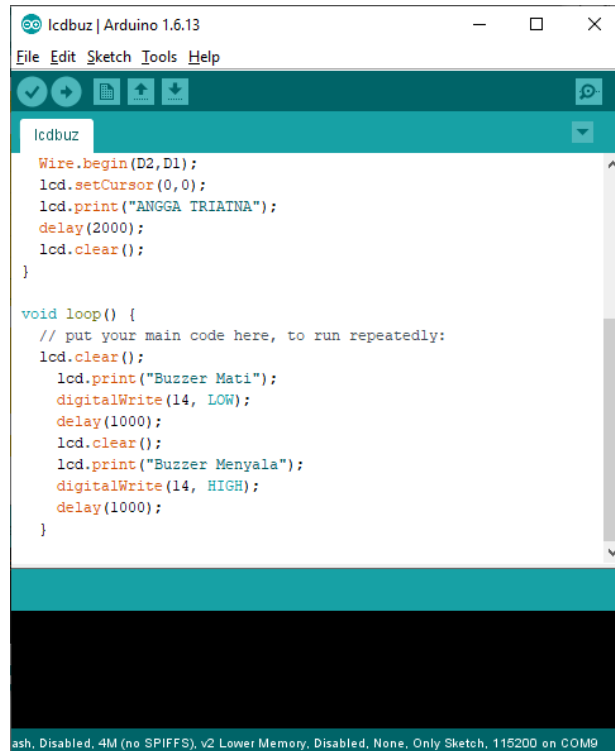 lcdbuz | Arduino 1.6.13
File Edit Sketch Tools Help
lcdbuz
Wire.begin(D2,D1);
lcd.setCursor(0,0);
lcd.print("ANGGA TRIATNA");
delay(2000);
lcd.clear();
}
void loop() {
// put your main code here, to run repeatedly:
lcd.clear();
lcd.print("Buzzer Mati");
digitalWrite(14, LOW);
delay(1000);
lcd.clear();
lcd.print("Buzzer Menyala");
digitalWrite(14, HIGH);
delay(1000);
}
ash, Disabled, 4M (no SPIFFS), v2 Lower Memory, Disabled, None, Only Sketch, 115200 on COM9